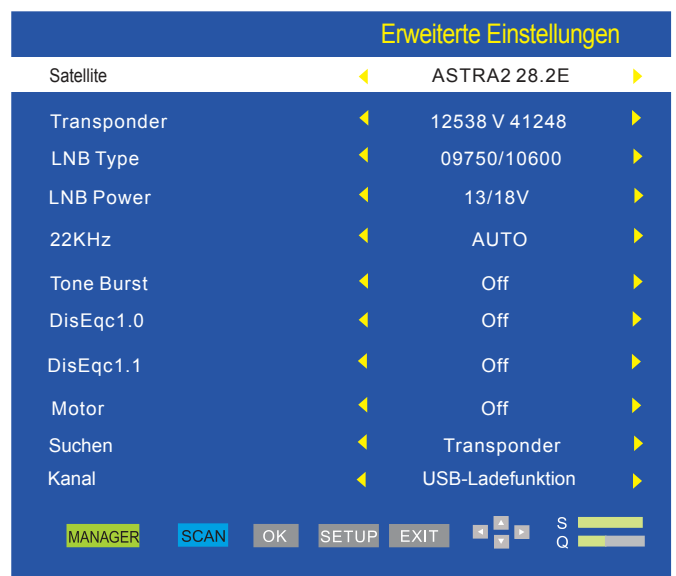 Erweiterte Einstellungen
Satellite ASTRA2 28.2E
Transponder 12538 V 41248
LNB Type 09750/10600
LNB Power 13/18V
22KHz AUTO
Tone Burst Off
DisEqc1.0 Off
DisEqc1.1 Off
Motor Off
Suchen Transponder
Kanal USB-Ladefunktion
MANAGER SCAN OK SETUP EXIT S
Q